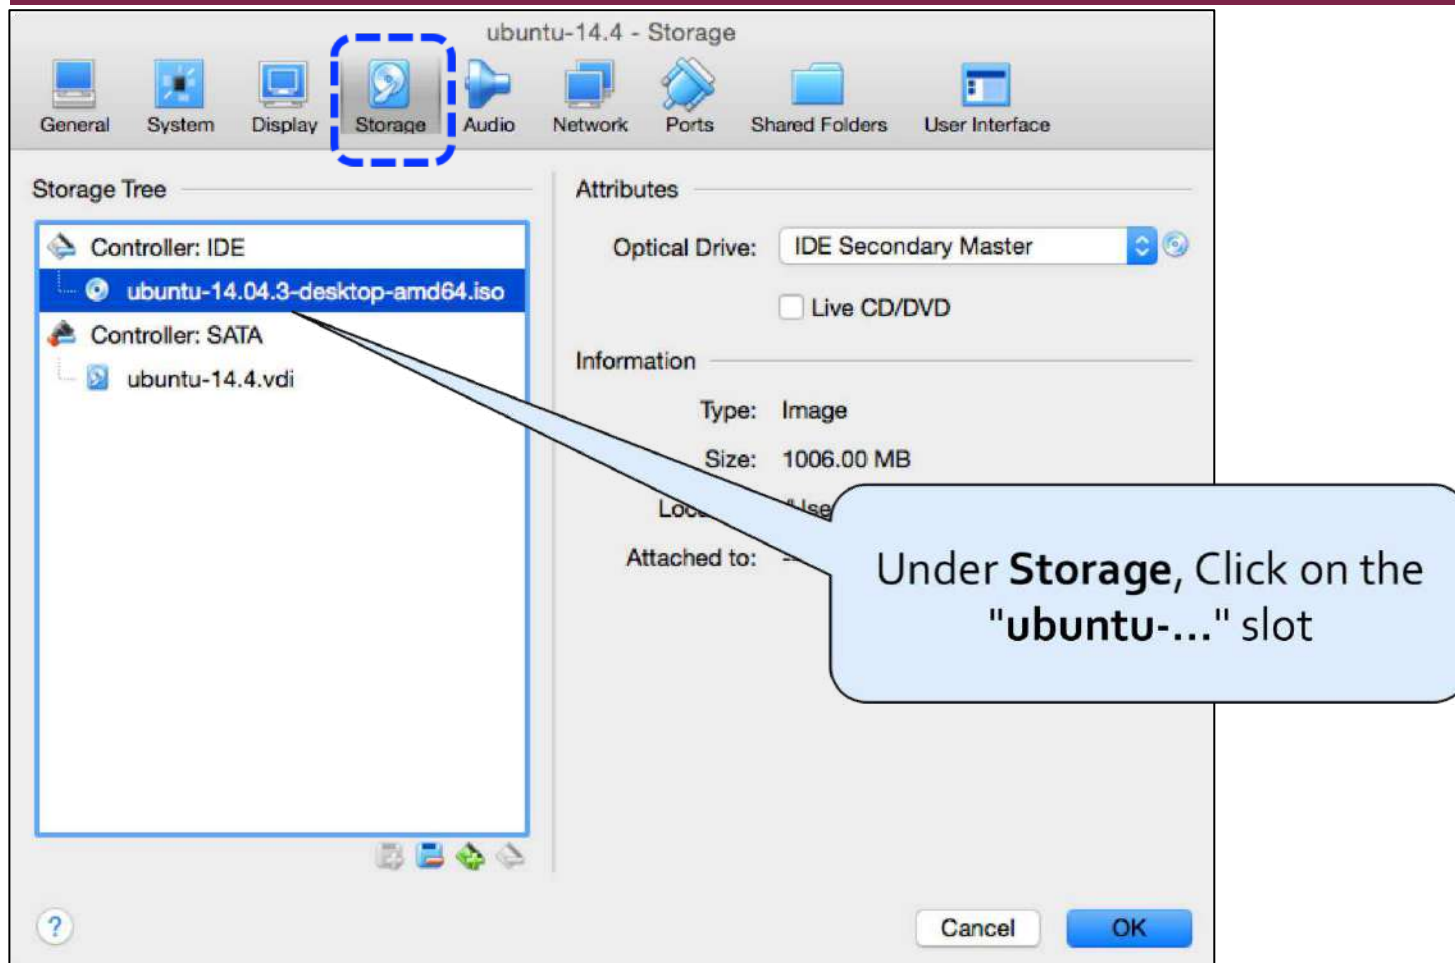 ubuntu-14.4 - Storage
General System Display Storage Audio Network Ports Shared Folders User Interface
Storage Tree
Controller: IDE
ubuntu-14.04.3-desktop-amd64.iso
Controller: SATA
ubuntu-14.4.vdi
Attributes
Optical Drive: IDE Secondary Master
Live CD/DVD
Information
Type: Image
Size: 1006.00 MB
Attached to: --
Under Storage, Click on the
"ubuntu-..." slot
?
Cancel OK